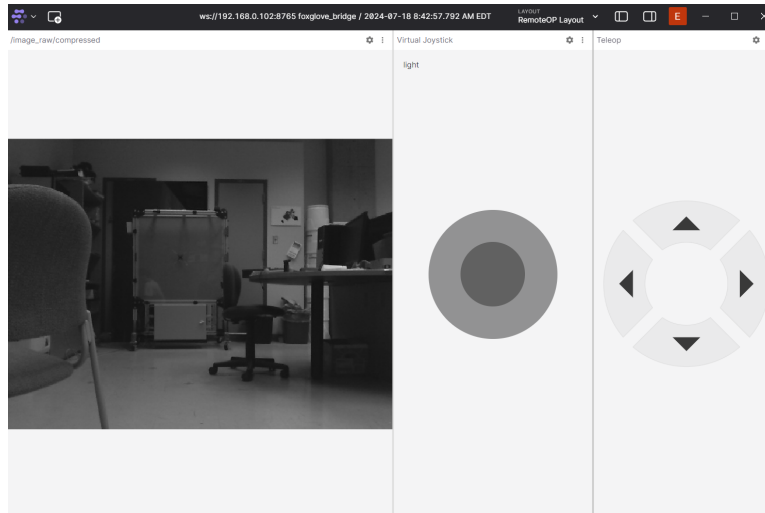 ws://192.168.0.102:8765 foxglove_bridge / 2024-07-18 8:42:57.792 AM EDT
LAYOUT
RemoteOP Layout
E
/image_raw/compressed
Virtual Joystick
Teleop
light